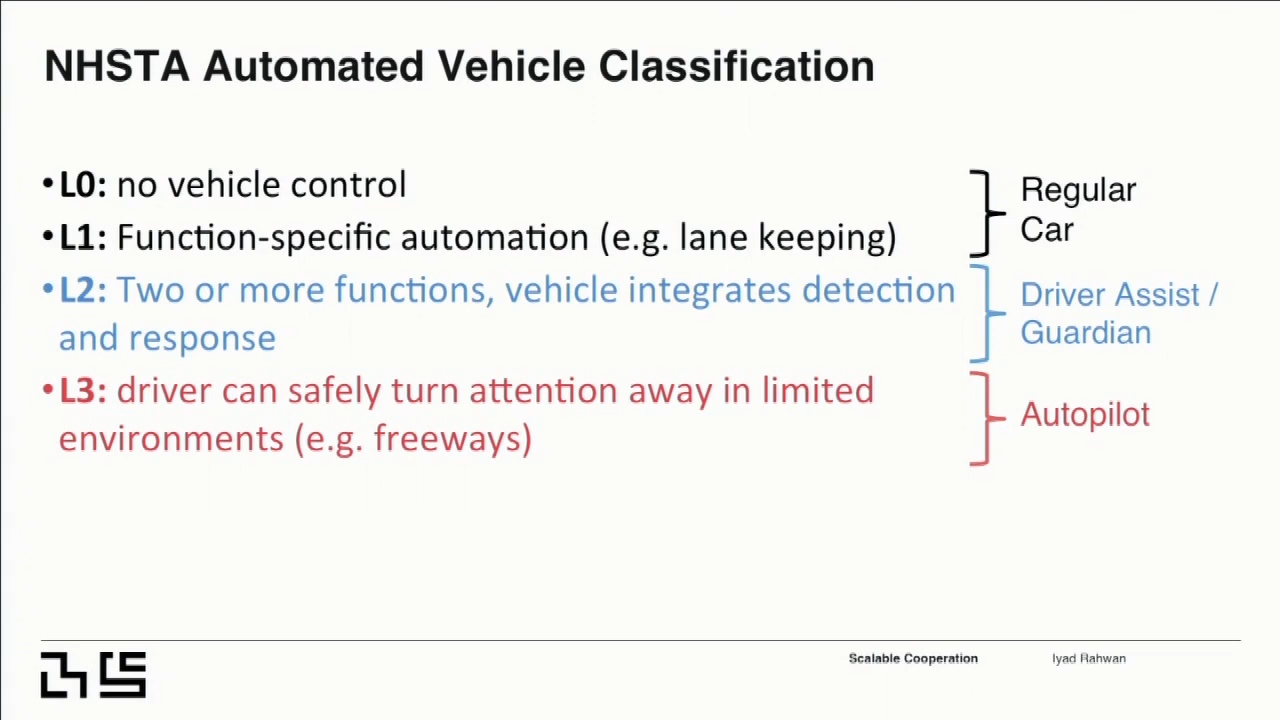 NHSTA Automated Vehicle Classification
•L0: no vehicle control
•L1: Function-specific automation (e.g. lane keeping)
•L2: Two or more functions, vehicle integrates detection
and response
•L3: driver can safely turn attention away in limited
environments (e.g. freeways)
Regular
Car
Driver Assist /
Guardian
Autopilot
Scalable Cooperation
Iyad Rahwan